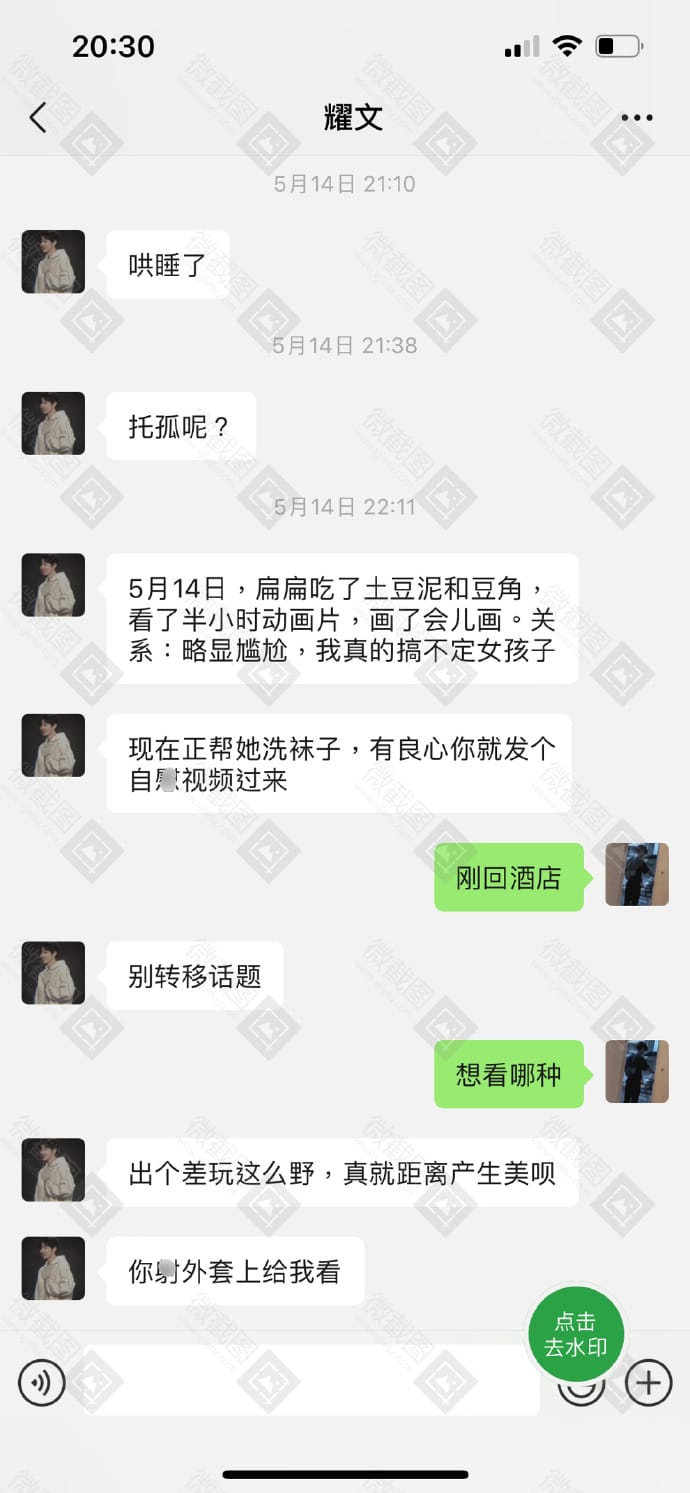 20:30
耀文
5月14日 21:10
哄睡了
5月14日 21:38
托孤呢？
5月14日 22:11
5月14日，扁扁吃了土豆泥和豆角，
看了半小时动画片，画了会儿画。关
系：略显尴尬，我真的搞不定女孩子
现在正帮她洗袜子，有良心你就发个
自慰视频过来
刚回酒店
别转移话题
想看哪种
出个差玩这么野，真就距离产生美呗
你射外套上给我看
点击
去水印
微截图